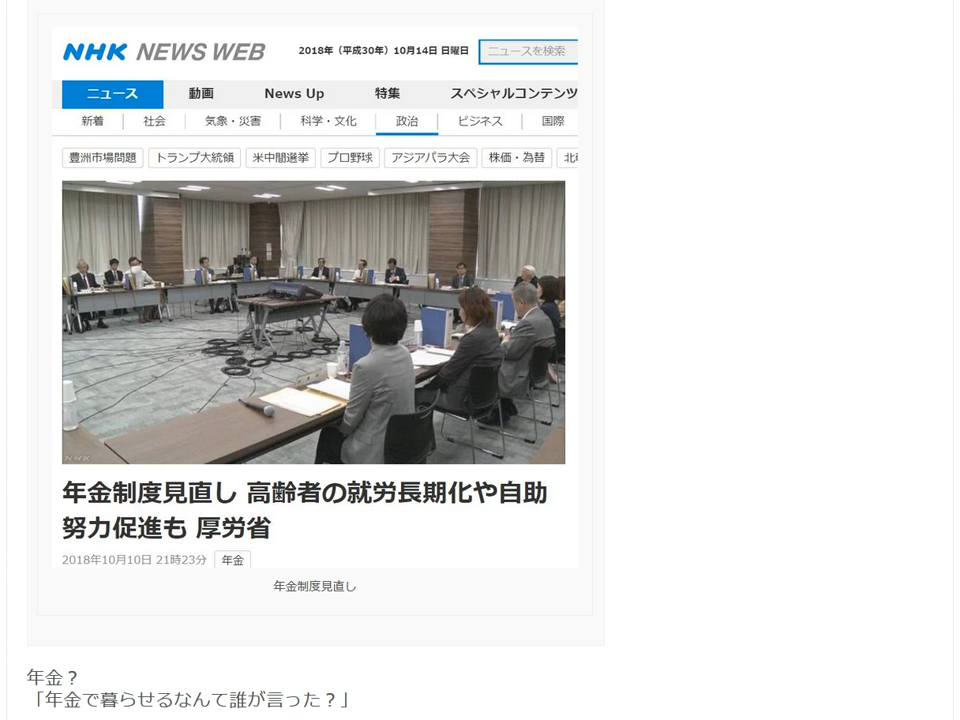 NHK NEWS WEB
2018年（平成30年）10月14日 日曜日
ニュースを検索
ニュース 動画 News Up 特集 スペシャルコンテンツ
新着 社会 気象・災害 科学・文化 政治 ビジネス 国際
豊洲市場問題 トランプ大統領 米中間選挙 プロ野球 アジアパラ大会 株価・為替 北
NHK
年金制度見直し 高齢者の就労長期化や自助
努力促進も 厚労省
2018年10月10日 21時23分 年金
年金制度見直し
年金？
「年金で暮らせるなんて誰が言った？」